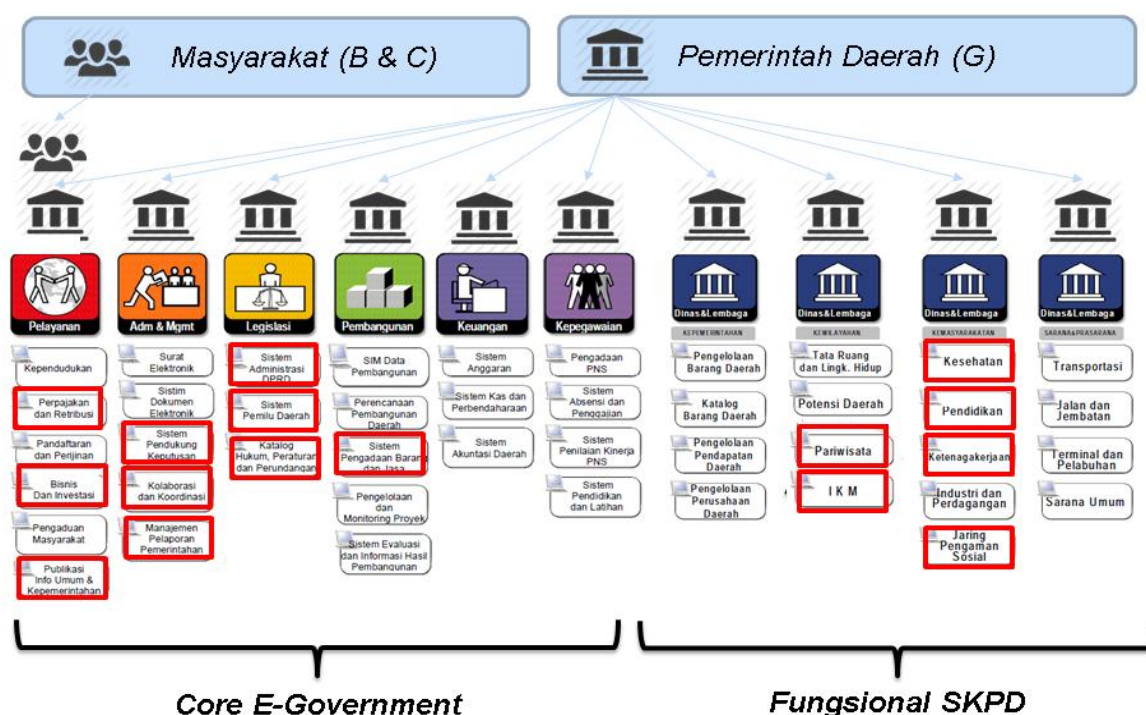 Masyarakat (B & C)
Pemerintah Daerah (G)
Pelayanan
Kependudukan
Perpajakan
dan Retribusi
Pandaftaran
dan Perijinan
Bisnis
Dan Investasi
Pengaduan
Masyarakat
Publikasi
Info Umum &
Kepemerintahan
Adm & Mgmt
Surat
Elektronik
Sistim
Dokumen
Elektronik
Sistem
Pendukung
Keputusan
Kolaborasi
dan Koordinasi
Manajemen
Pelaporan
Pemerintahan
Legislasi
Sistem
Administrasi
DPRD
Sistem
Pemilu Daerah
Katalog
Hukum, Peraturan
dan Perundangan
Pembangunan
SIM Data
Pembangunan
Perencanaan
Pembangunan
Daerah
Sistem
Pengadaan Barang
dan Jasa
Pengelolaan
dan
Monitoring Proyek
Sistem Evaluasi
dan Informasi Hasil
Pembangunan
Keuangan
Sistem
Anggaran
Sistem Kas dan
Perbendaharaan
Sistem
Akuntasi Daerah
Kepegawaian
Pengadaan
PNS
Sistem
Absensi dan
Penggajian
Sistem
Penilaian Kinerja
PNS
Sistem
Pendidikan
dan Latihan
Dinas&Lembaga
KEPEMERINTAHAN
Pengelolaan
Barang Daerah
Katalog
Barang Daerah
Pengelolaan
Pendapatan
Daerah
Pengelolaan
Perusahaan
Daerah
Dinas&Lembaga
KEWILAYAHAN
Tata Ruang
dan Lingk. Hidup
Potensi Daerah
Pariwisata
I K M
Dinas&Lembaga
KEMASYARAKATAN
Kesehatan
Pendidikan
Ketenagakerjaan
Industri dan
Perdagangan
Jaring
Pengaman
Sosial
Dinas&Lembaga
SARANA&PRASARANA
Transportasi
Jalan dan
Jembatan
Terminal dan
Pelabuhan
Sarana Umum
Core E-Government
Fungsional SKPD